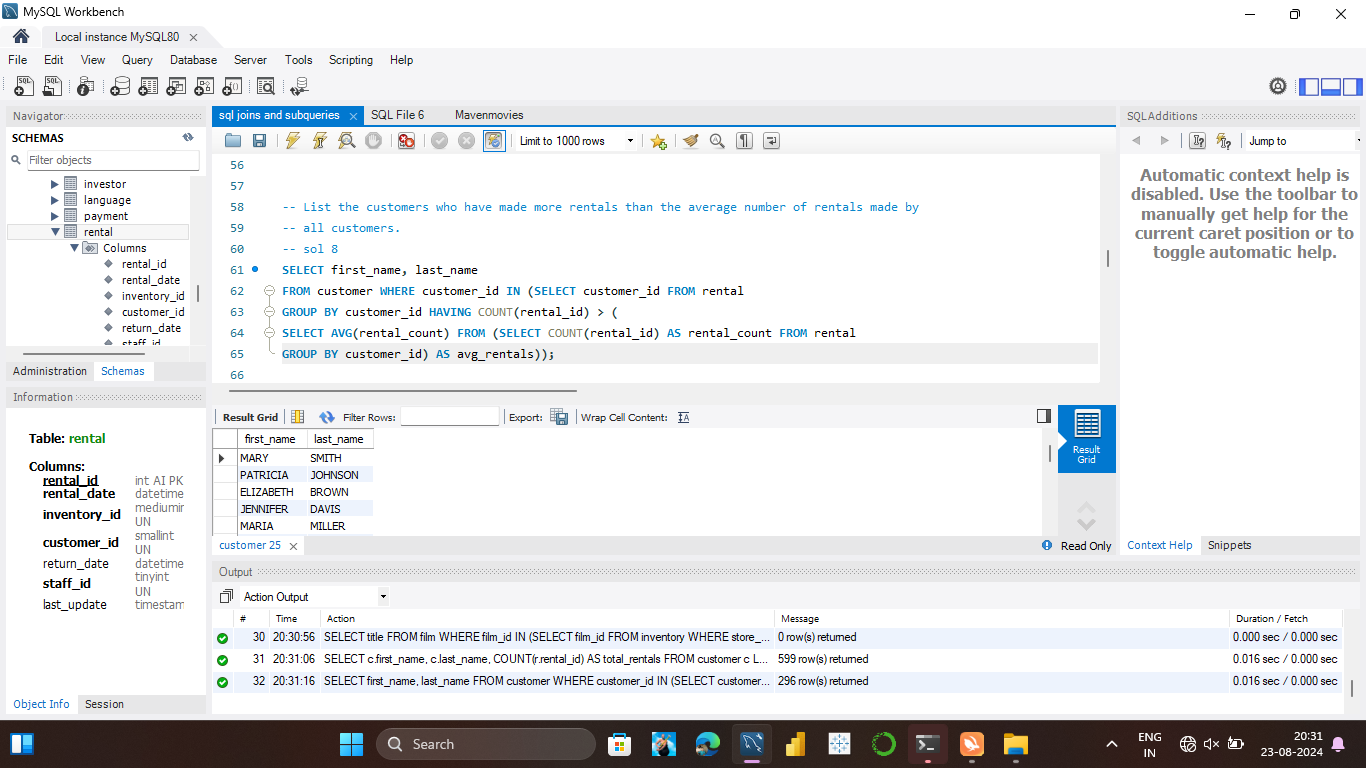 MySQL Workbench
Local instance MySQL80
File Edit View Query Database Server Tools Scripting Help
Navigator
SCHEMAS
Filter objects
investor
language
payment
rental
Columns
rental_id
rental_date
inventory_id
customer_id
return_date
staff_id
Administration Schemas
Information
Table: rental
Columns:
rental_id int AI PK
rental_date datetime
inventory_id mediumir
UN
customer_id smallint
UN
return_date datetime
staff_id tinyint
UN
last_update timestam
Object Info Session
sql joins and subqueries SQL File 6 Mavenmovies
Limit to 1000 rows
56
57
58 -- List the customers who have made more rentals than the average number of rentals made by
59 -- all customers.
60 -- sol 8
61 SELECT first_name, last_name
62 FROM customer WHERE customer_id IN (SELECT customer_id FROM rental
63 GROUP BY customer_id HAVING COUNT(rental_id) > (
64 SELECT AVG(rental_count) FROM (SELECT COUNT(rental_id) AS rental_count FROM rental
65 GROUP BY customer_id) AS avg_rentals));
66
Result Grid Filter Rows: Export: Wrap Cell Content:
first_name last_name
MARY SMITH
PATRICIA JOHNSON
ELIZABETH BROWN
JENNIFER DAVIS
MARIA MILLER
Result
Grid
customer 25 Read Only
SQLAdditions
Jump to
Automatic context help is
disabled. Use the toolbar to
manually get help for the
current caret position or to
toggle automatic help.
Context Help Snippets
Output
Action Output
# Time Action Message Duration / Fetch
30 20:30:56 SELECT title FROM film WHERE film_id IN (SELECT film_id FROM inventory WHERE store_... 0 row(s) returned 0.000 sec / 0.000 sec
31 20:31:06 SELECT c.first_name, c.last_name, COUNT(r.rental_id) AS total_rentals FROM customer c L... 599 row(s) returned 0.016 sec / 0.000 sec
32 20:31:16 SELECT first_name, last_name FROM customer WHERE customer_id IN (SELECT customer... 296 row(s) returned 0.016 sec / 0.000 sec
Search
ENG
IN
20:31
23-08-2024